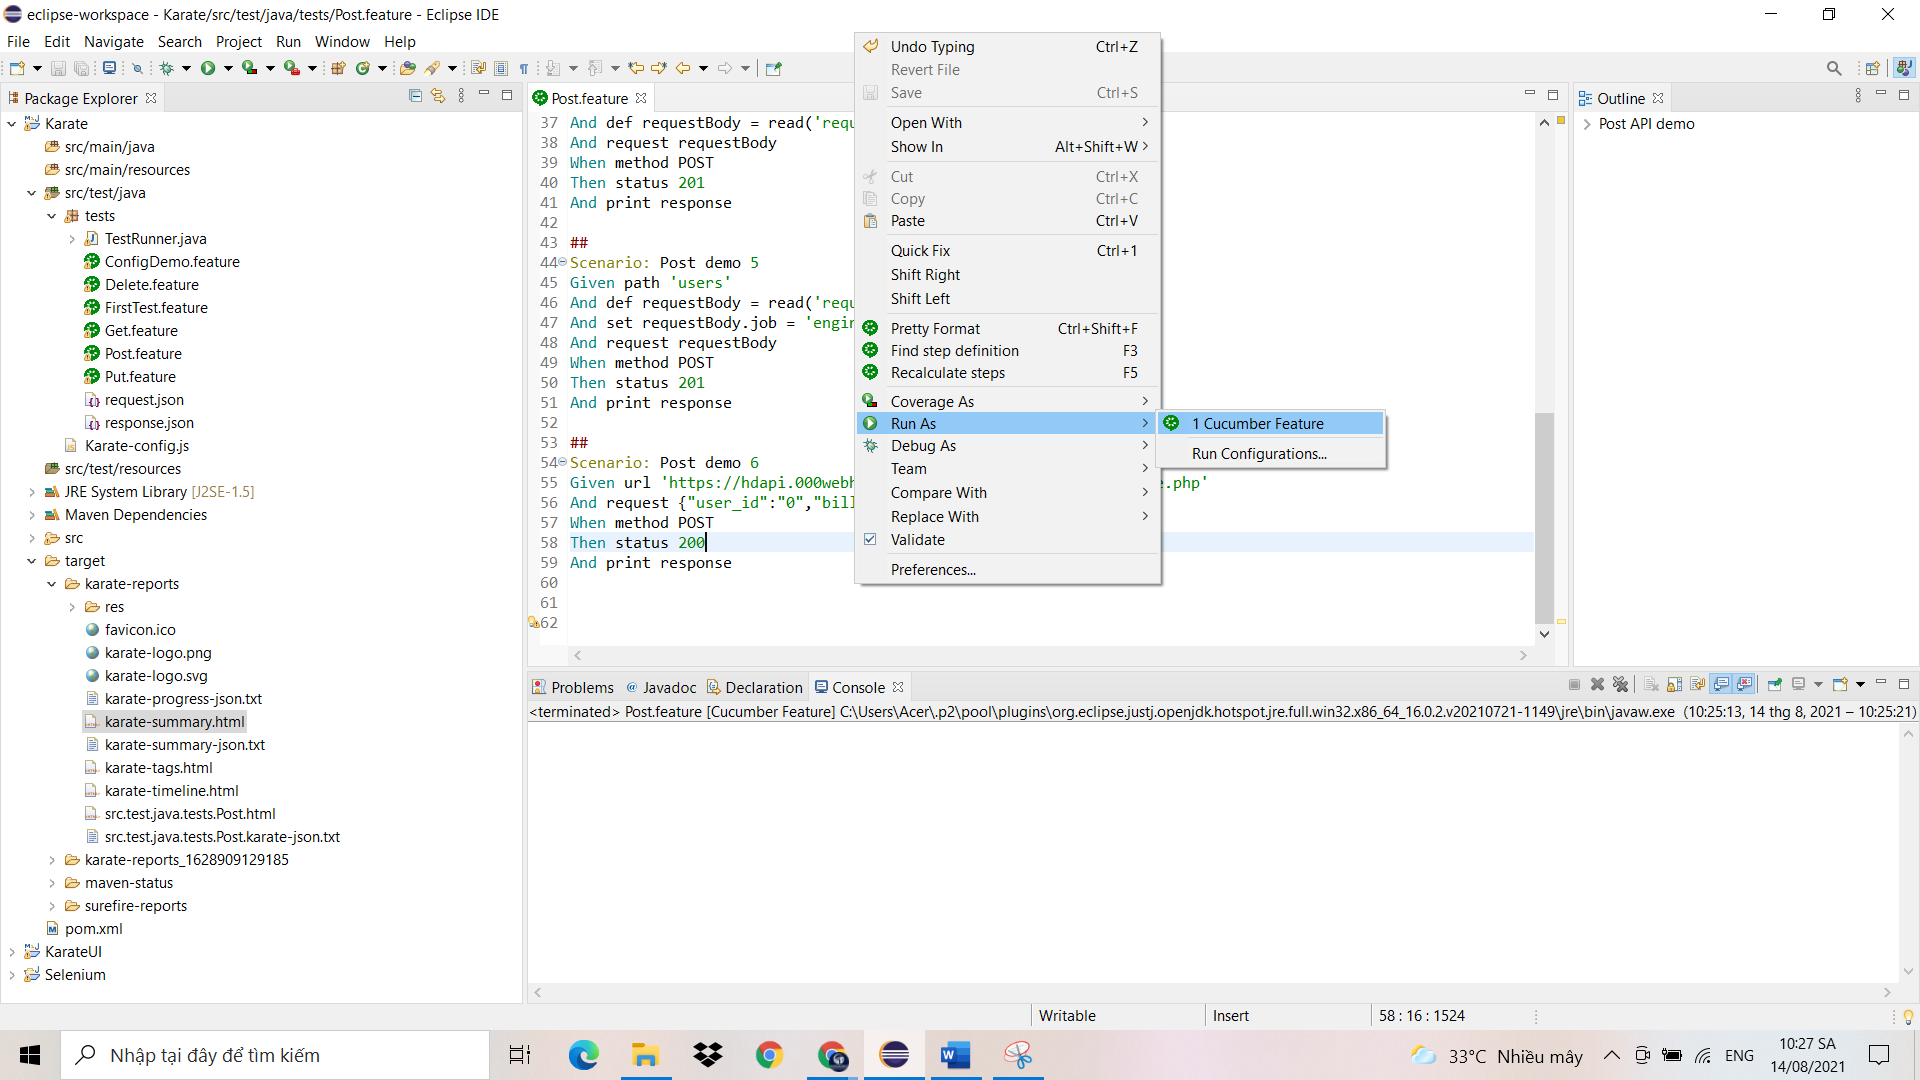 eclipse-workspace - Karate/src/test/java/tests/Post.feature - Eclipse IDE
File Edit Navigate Search Project Run Window Help
Package Explorer
Karate
src/main/java
src/main/resources
src/test/java
tests
TestRunner.java
ConfigDemo.feature
Delete.feature
FirstTest.feature
Get.feature
Post.feature
Put.feature
request.json
response.json
Karate-config.js
src/test/resources
JRE System Library [J2SE-1.5]
Maven Dependencies
src
target
karate-reports
res
favicon.ico
karate-logo.png
karate-logo.svg
karate-progress-json.txt
karate-summary.html
karate-summary-json.txt
karate-tags.html
karate-timeline.html
src.test.java.tests.Post.html
src.test.java.tests.Post.karate-json.txt
karate-reports_1628909129185
maven-status
surefire-reports
pom.xml
KarateUI
Selenium
Post.feature
37 And def requestBody = read('requ
38 And request requestBody
39 When method POST
40 Then status 201
41 And print response
42
43 ##
44 Scenario: Post demo 5
45 Given path 'users'
46 And def requestBody = read('requ
47 And set requestBody.job = 'engin
48 And request requestBody
49 When method POST
50 Then status 201
51 And print response
52
53 ##
54 Scenario: Post demo 6
55 Given url 'https://hdapi.000webh .php'
56 And request {"user_id":"0","bill
57 When method POST
58 Then status 200
59 And print response
60
61
62
Undo Typing Ctrl+Z
Revert File
Save Ctrl+S
Open With
Show In Alt+Shift+W
Cut Ctrl+X
Copy Ctrl+C
Paste Ctrl+V
Quick Fix Ctrl+1
Shift Right
Shift Left
Pretty Format Ctrl+Shift+F
Find step definition F3
Recalculate steps F5
Coverage As
Run As
Debug As
Team
Compare With
Replace With
Validate
Preferences...
1 Cucumber Feature
Run Configurations...
Outline
Post API demo
Problems @ Javadoc Declaration Console
<terminated> Post.feature [Cucumber Feature] C:\Users\Acer\.p2\pool\plugins\org.eclipse.justj.openjdk.hotspot.jre.full.win32.x86_64_16.0.2.v20210721-1149\jre\bin\javaw.exe (10:25:13, 14 thg 8, 2021 – 10:25:21)
Writable Insert 58 : 16 : 1524
Nhập tại đây để tìm kiếm
33°C Nhiều mây
ENG
10:27 SA
14/08/2021